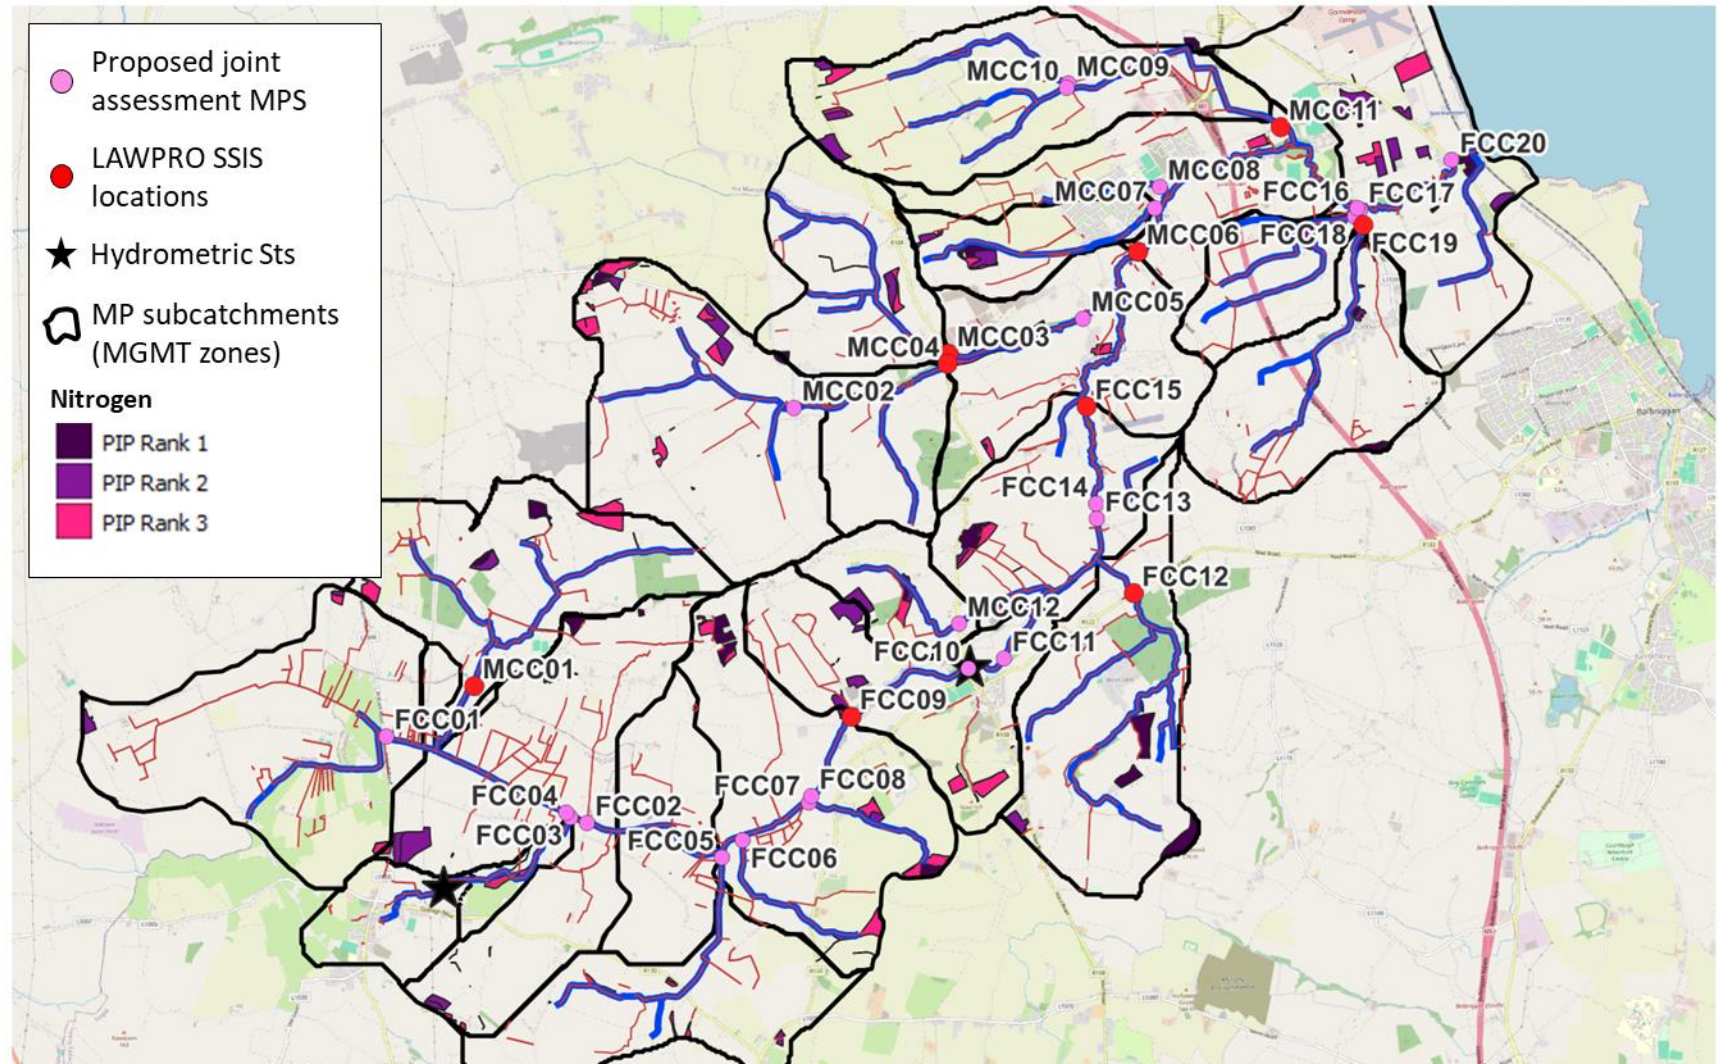 Proposed joint
assessment MPS
LAWPRO SSIS
locations
Hydrometric Sts
MP subcatchments
(MGMT zones)
Nitrogen
PIP Rank 1
PIP Rank 2
PIP Rank 3
MCC10
MCC09
MCC11
FCC20
MCC08
MCC07
FCC16
FCC17
MCC06
FCC18
FCC19
MCC05
MCC03
MCC04
MCC02
FCC15
FCC14
FCC13
FCC12
MCC12
FCC11
FCC10
MCC01
FCC09
FCC01
FCC07
FCC08
FCC04
FCC02
FCC03
FCC05
FCC06
Balbriggan